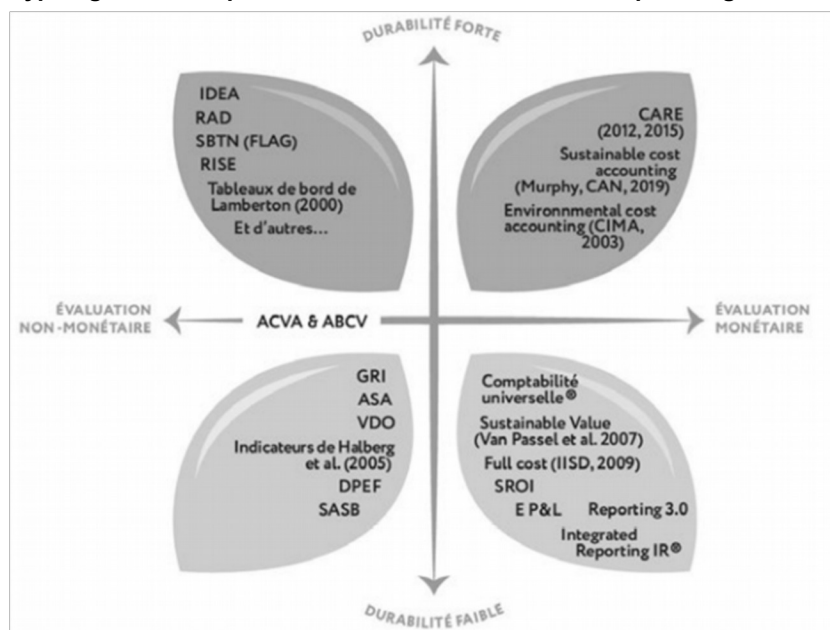 DURABILITÉ FORTE
IDEA
RAD
SBTN (FLAG)
RISE
Tableaux de bord de
Lamberton (2000)
Et d'autres...
CARE
(2012, 2015)
Sustainable cost
accounting
(Murphy, CAN, 2019)
Environnmental cost
accounting (CIMA,
2003)
ÉVALUATION
NON-MONÉTAIRE
ACVA & ABCV
ÉVALUATION
MONÉTAIRE
GRI
ASA
VDO
Indicateurs de Halberg
et al. (2005)
DPEF
SASB
Comptabilité
universelle®
Sustainable Value
(Van Passel et al. 2007)
Full cost (IISD, 2009)
SROI
E P&L Reporting 3.0
Integrated
Reporting IR®
DURABILITÉ FAIBLE